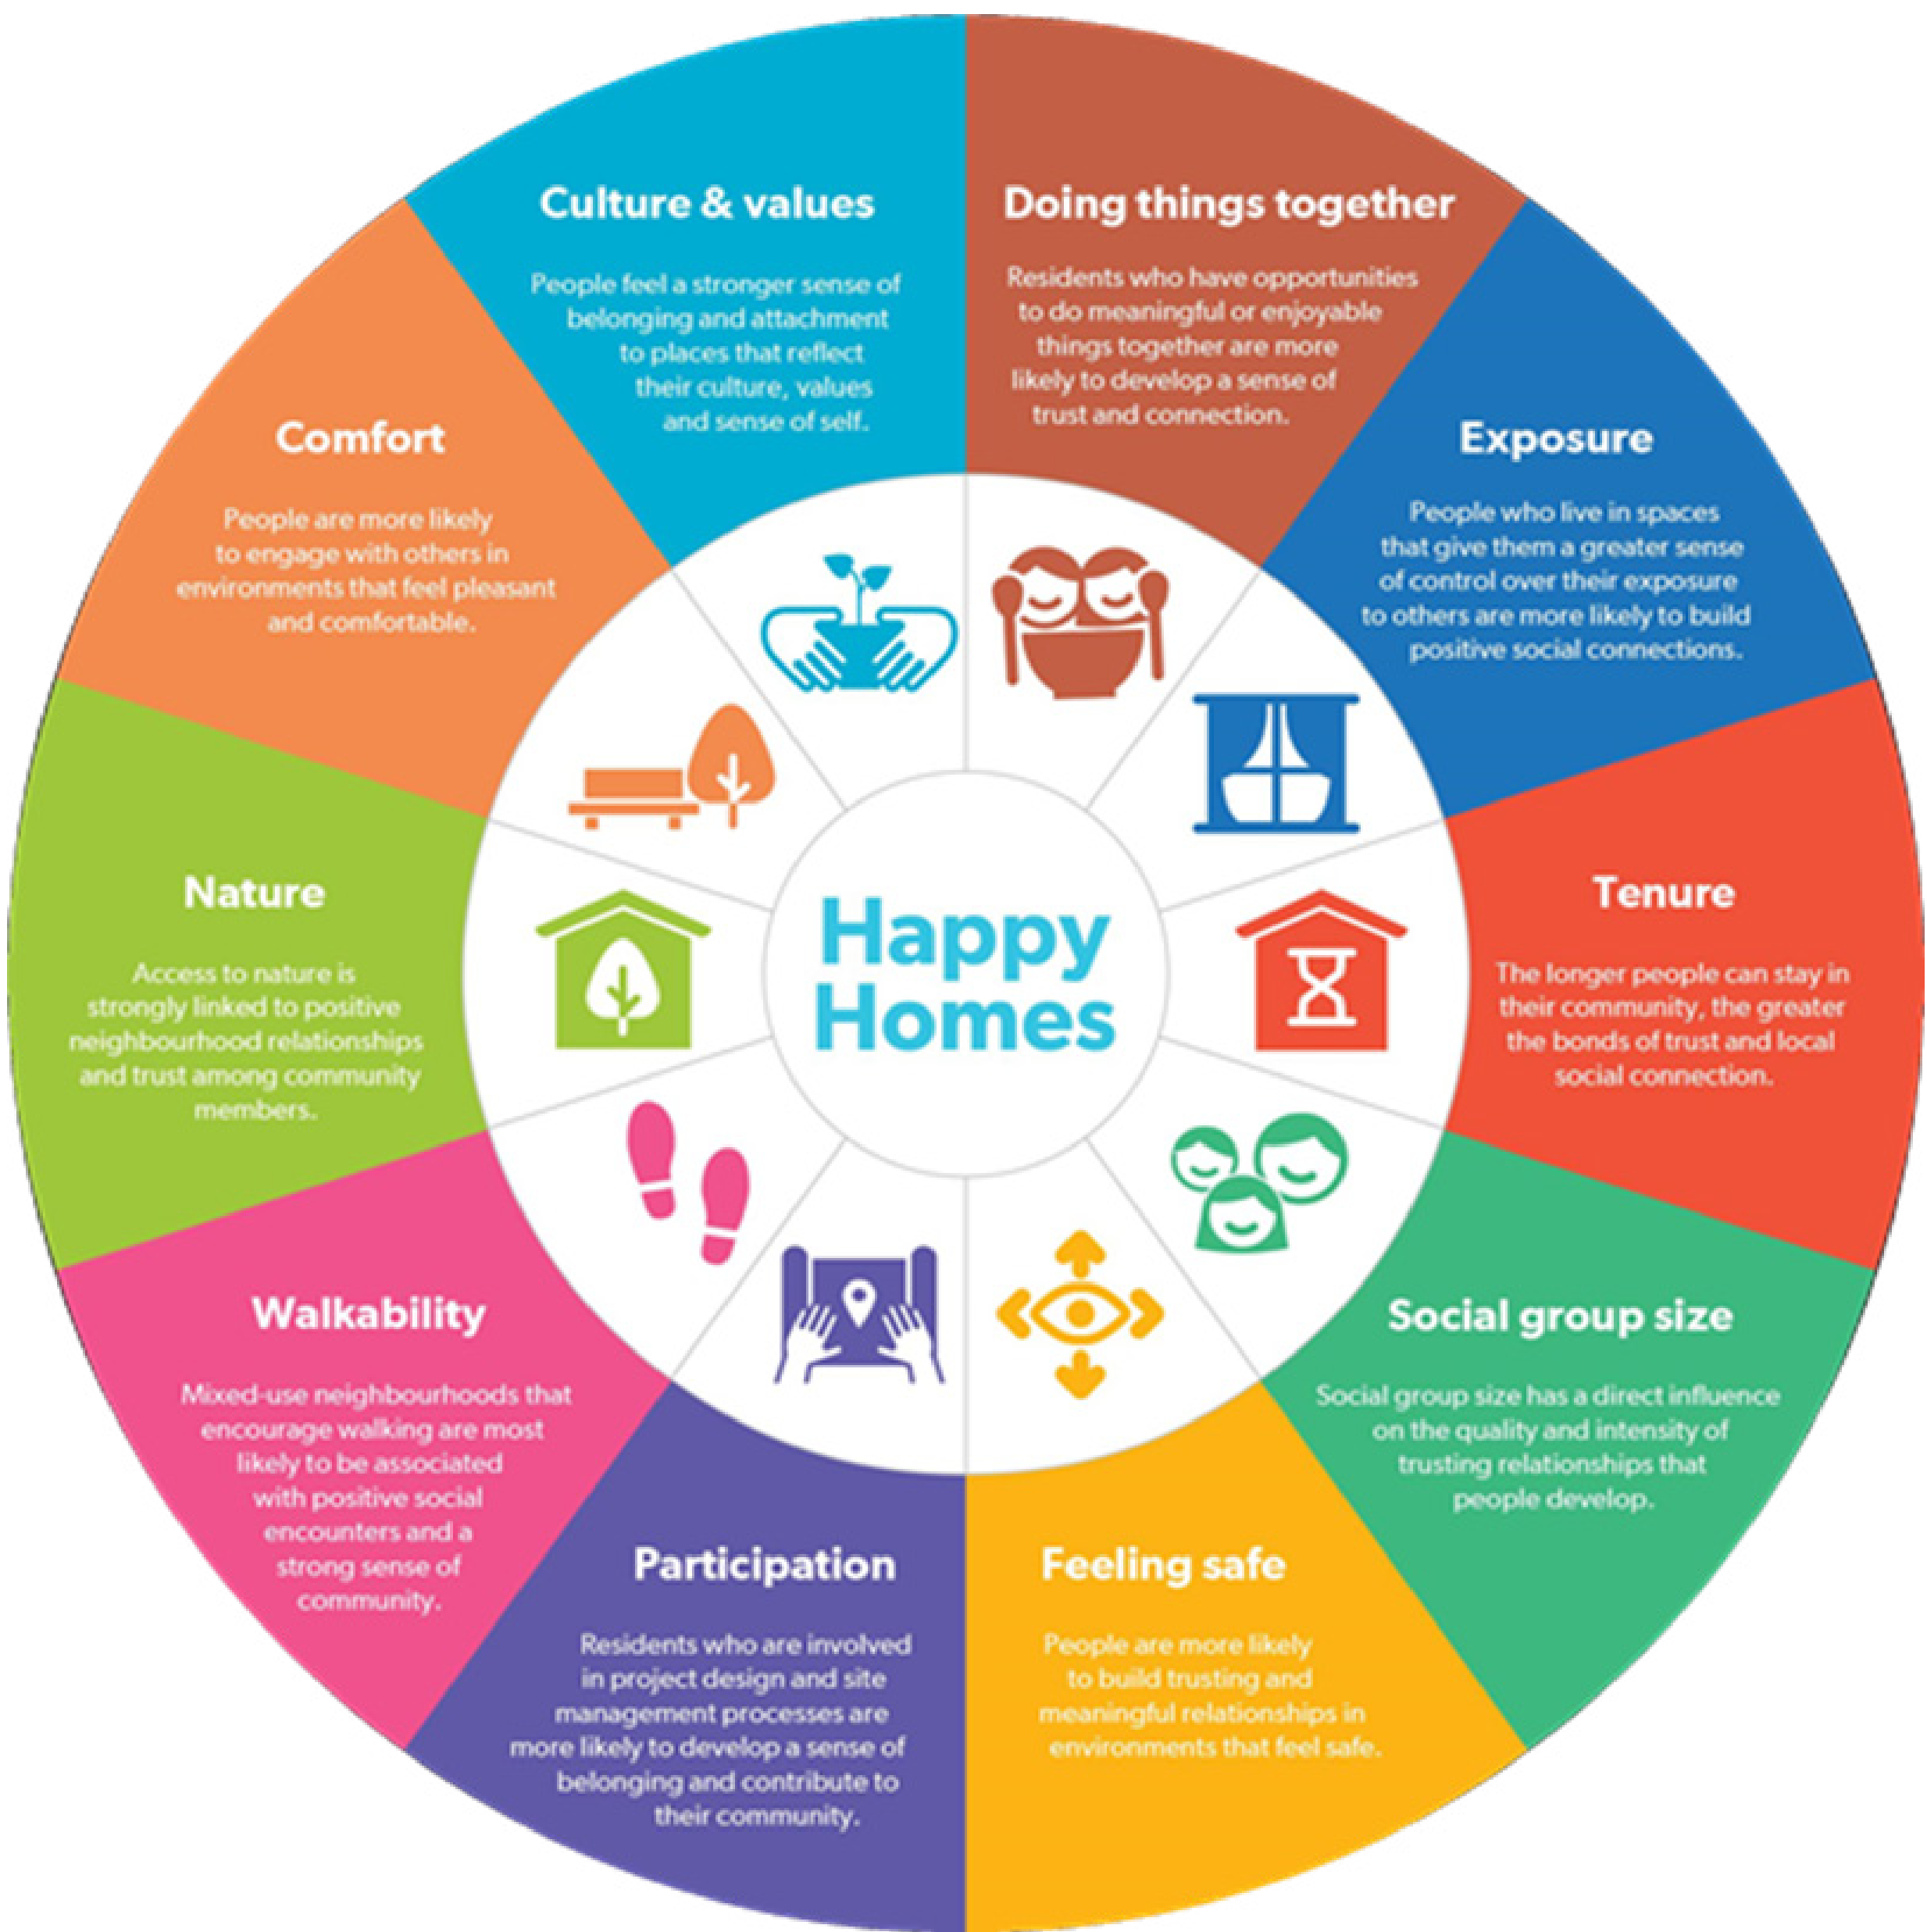 Culture & values
People feel a stronger sense of
belonging and attachment
to places that reflect
their culture, values
and sense of self.
Doing things together
Residents who have opportunities
to do meaningful or enjoyable
things together are more
likely to develop a sense of
trust and connection.
Exposure
People who live in spaces
that give them a greater sense
of control over their exposure
to others are more likely to build
positive social connections.
Tenure
The longer people can stay in
their community, the greater
the bonds of trust and local
social connection.
Social group size
Social group size has a direct influence
on the quality and intensity of
trusting relationships that
people develop.
Feeling safe
People are more likely
to build trusting and
meaningful relationships in
environments that feel safe.
Participation
Residents who are involved
in project design and site
management processes are
more likely to develop a sense of
belonging and contribute to
their community.
Walkability
Mixed-use neighbourhoods that
encourage walking are most
likely to be associated
with positive social
encounters and a
strong sense of
community.
Nature
Access to nature is
strongly linked to positive
neighbourhood relationships
and trust among community
members.
Comfort
People are more likely
to engage with others in
environments that feel pleasant
and comfortable.
Happy
Homes